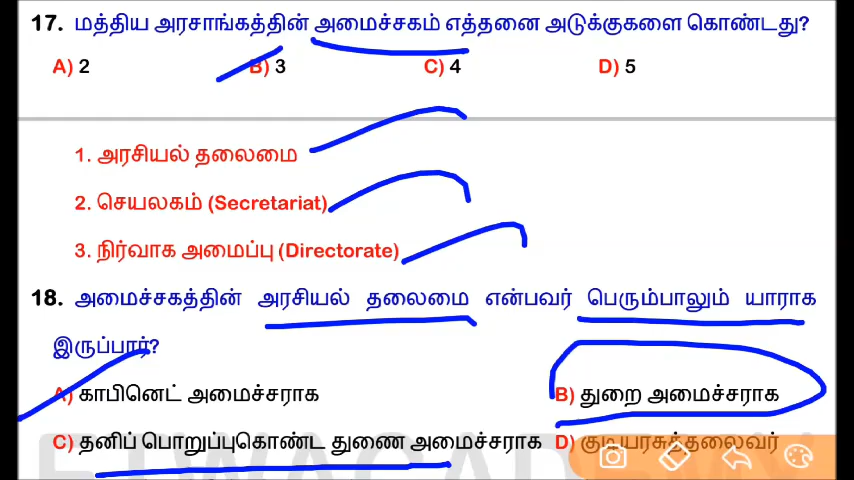 17. மத்திய அரசாங்கத்தின் அமைச்சகம் எத்தனை அடுக்குகளை கொண்டது?
A) 2 B) 3 C) 4 D) 5
1. அரசியல் தலைமை
2. செயலகம் (Secretariat)
3. நிர்வாக அமைப்பு (Directorate)
18. அமைச்சகத்தின் அரசியல் தலைமை என்பவர் பெரும்பாலும் யாராக
இருப்பார்?
A) காபினெட் அமைச்சராக B) துறை அமைச்சராக
C) தனிப் பொறுப்புகொண்ட துணை அமைச்சராக D) குடியரசுத்தலைவர்